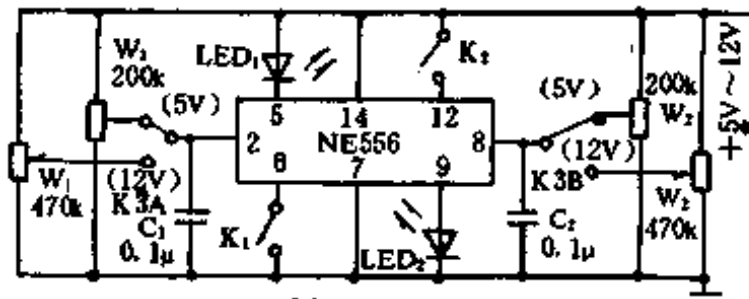 W₁
200k
LED₁
K₂
(5V)
5
14
12
(5V)
200k
W₂
2
NE556
8
6
7
9
(12V)
(12V)
W₁
470k
K3A
C₁
0.1μ
K₁
LED₂
C₂
0.1μ
K3B
W₂
470k
+5V~12V